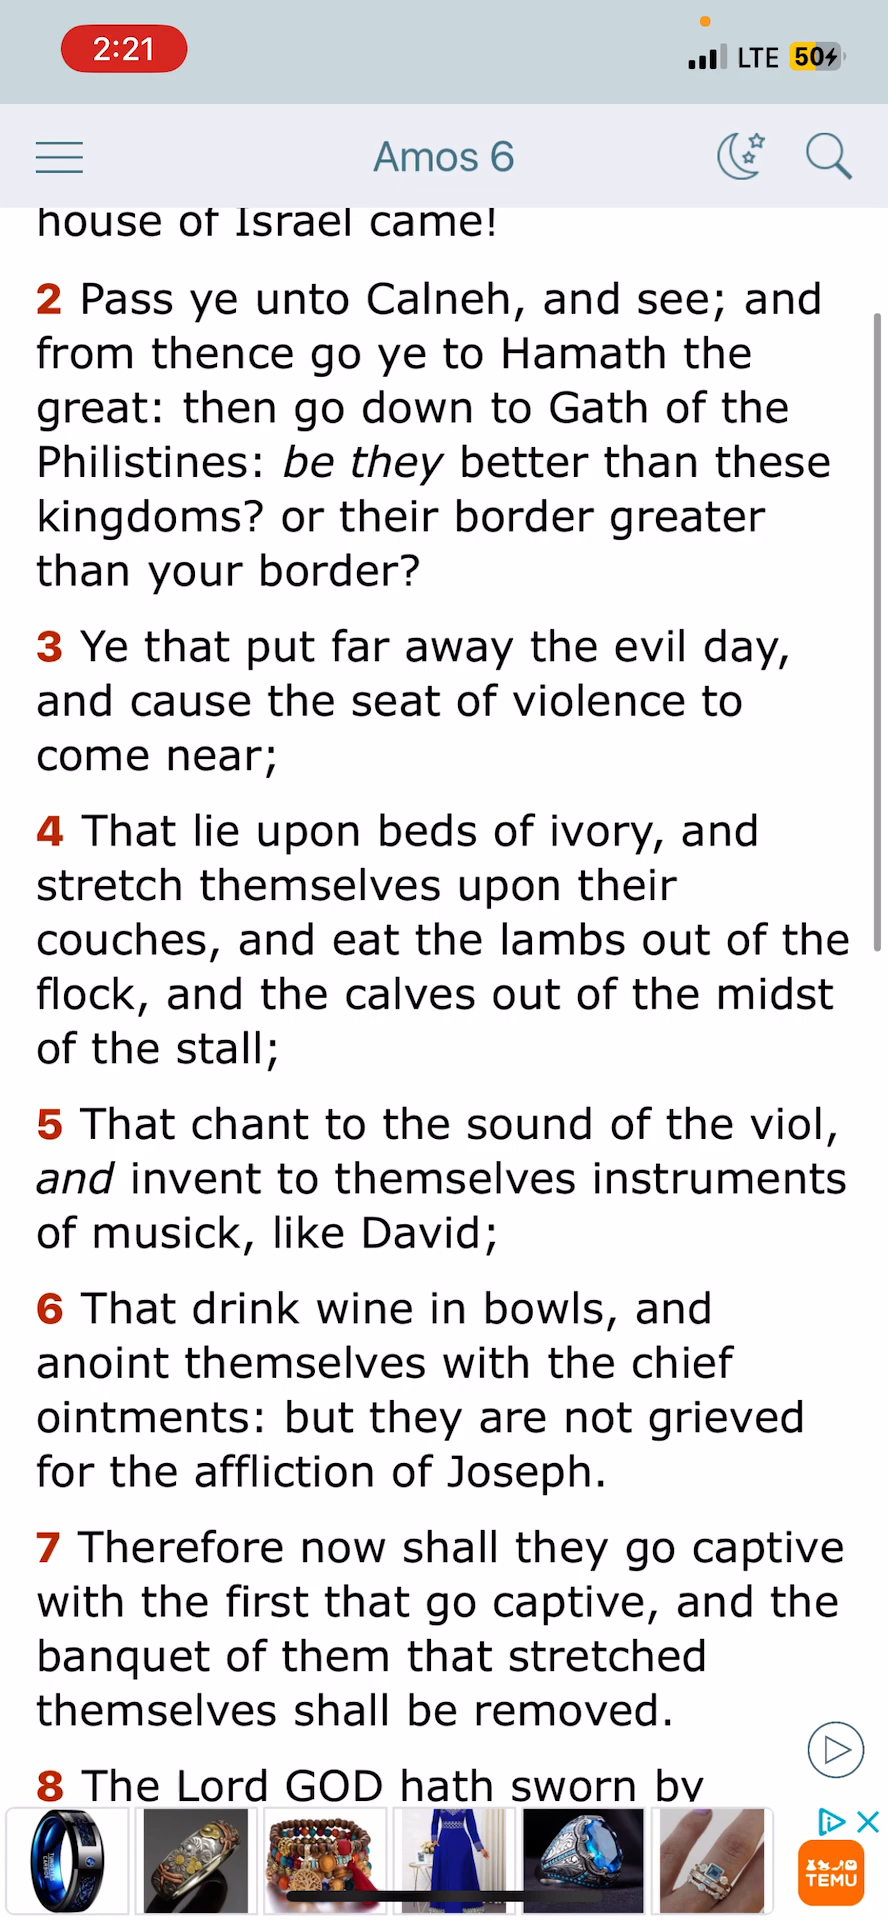 2:21
LTE 50
Amos 6
house of Israel came!
2 Pass ye unto Calneh, and see; and
from thence go ye to Hamath the
great: then go down to Gath of the
Philistines: be they better than these
kingdoms? or their border greater
than your border?
3 Ye that put far away the evil day,
and cause the seat of violence to
come near;
4 That lie upon beds of ivory, and
stretch themselves upon their
couches, and eat the lambs out of the
flock, and the calves out of the midst
of the stall;
5 That chant to the sound of the viol,
and invent to themselves instruments
of musick, like David;
6 That drink wine in bowls, and
anoint themselves with the chief
ointments: but they are not grieved
for the affliction of Joseph.
7 Therefore now shall they go captive
with the first that go captive, and the
banquet of them that stretched
themselves shall be removed.
8 The Lord GOD hath sworn by
TEMU